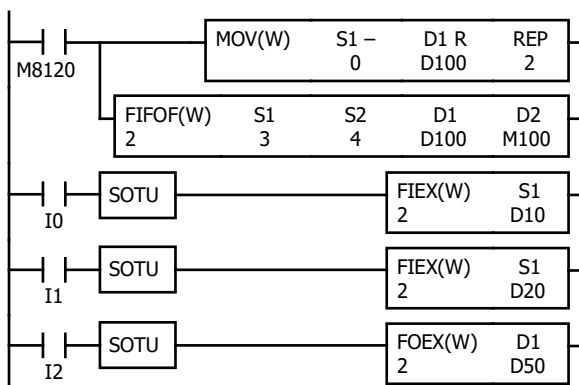 MOV(W) S1 – D1 R REP
0 D100 2
M8120
FIFOF(W) S1 S2 D1 D2
2 3 4 D100 M100
SOTU FIEX(W) S1
2 D10
I0
SOTU FIEX(W) S1
2 D20
I1
SOTU FOEX(W) D1
2 D50
I2